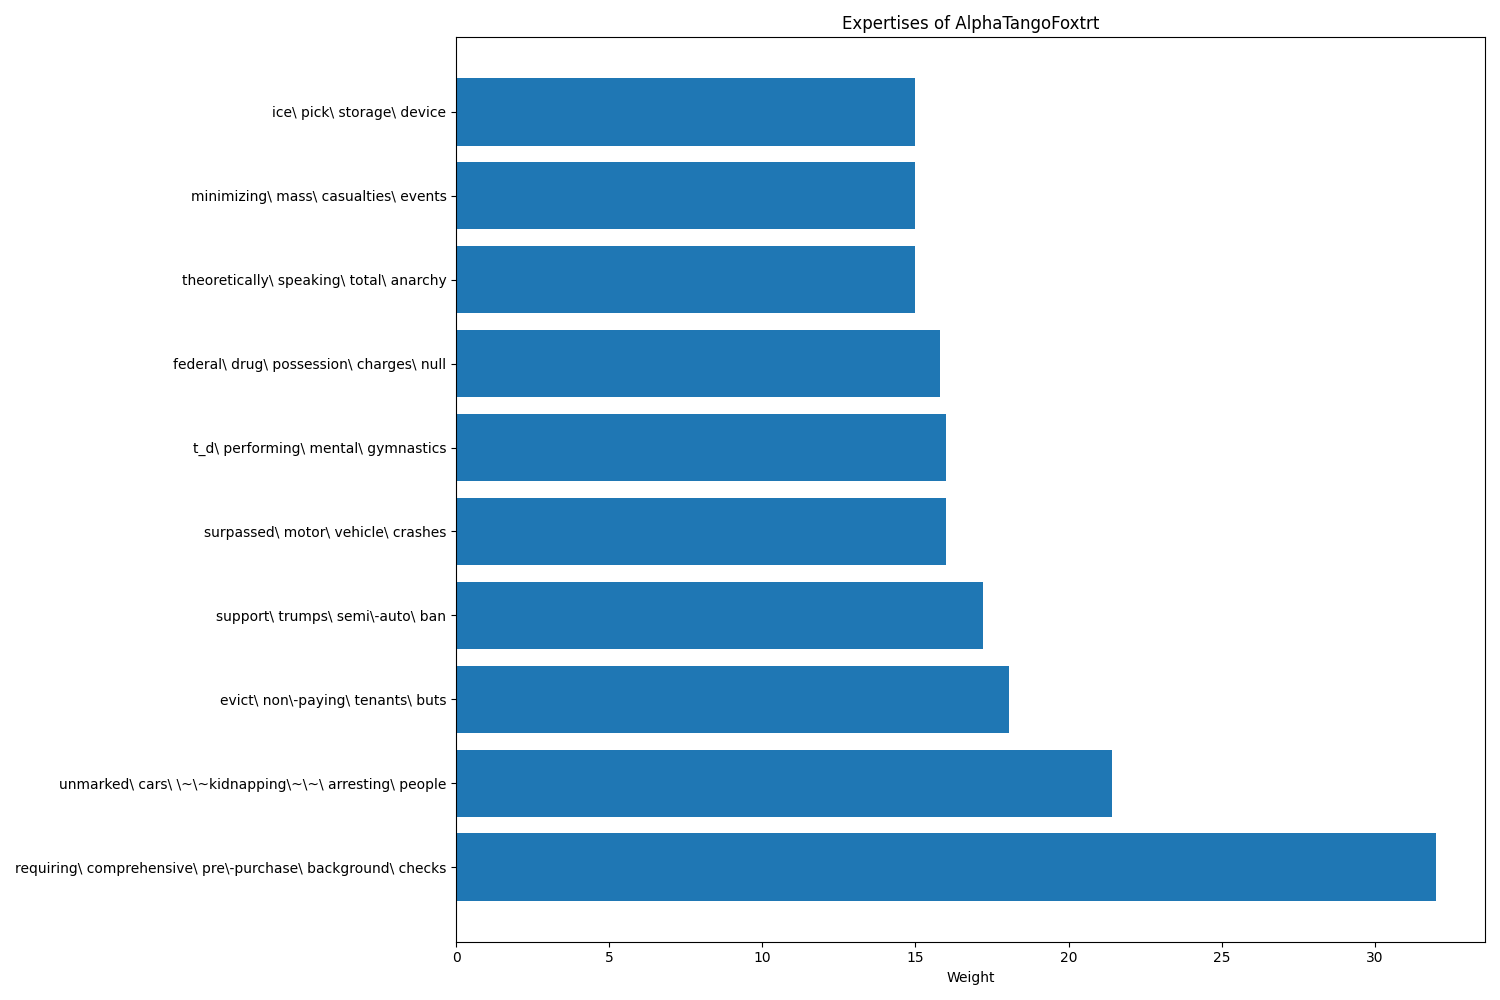 Expertises of AlphaTangoFoxtrt
ice\ pick\ storage\ device
minimizing\ mass\ casualties\ events
theoretically\ speaking\ total\ anarchy
federal\ drug\ possession\ charges\ null
t_d\ performing\ mental\ gymnastics
surpassed\ motor\ vehicle\ crashes
support\ trumps\ semi\-auto\ ban
evict\ non\-paying\ tenants\ buts
unmarked\ cars\ \~\~kidnapping\~\~\ arresting\ people
requiring\ comprehensive\ pre\-purchase\ background\ checks
0 5 10 15 20 25 30
Weight